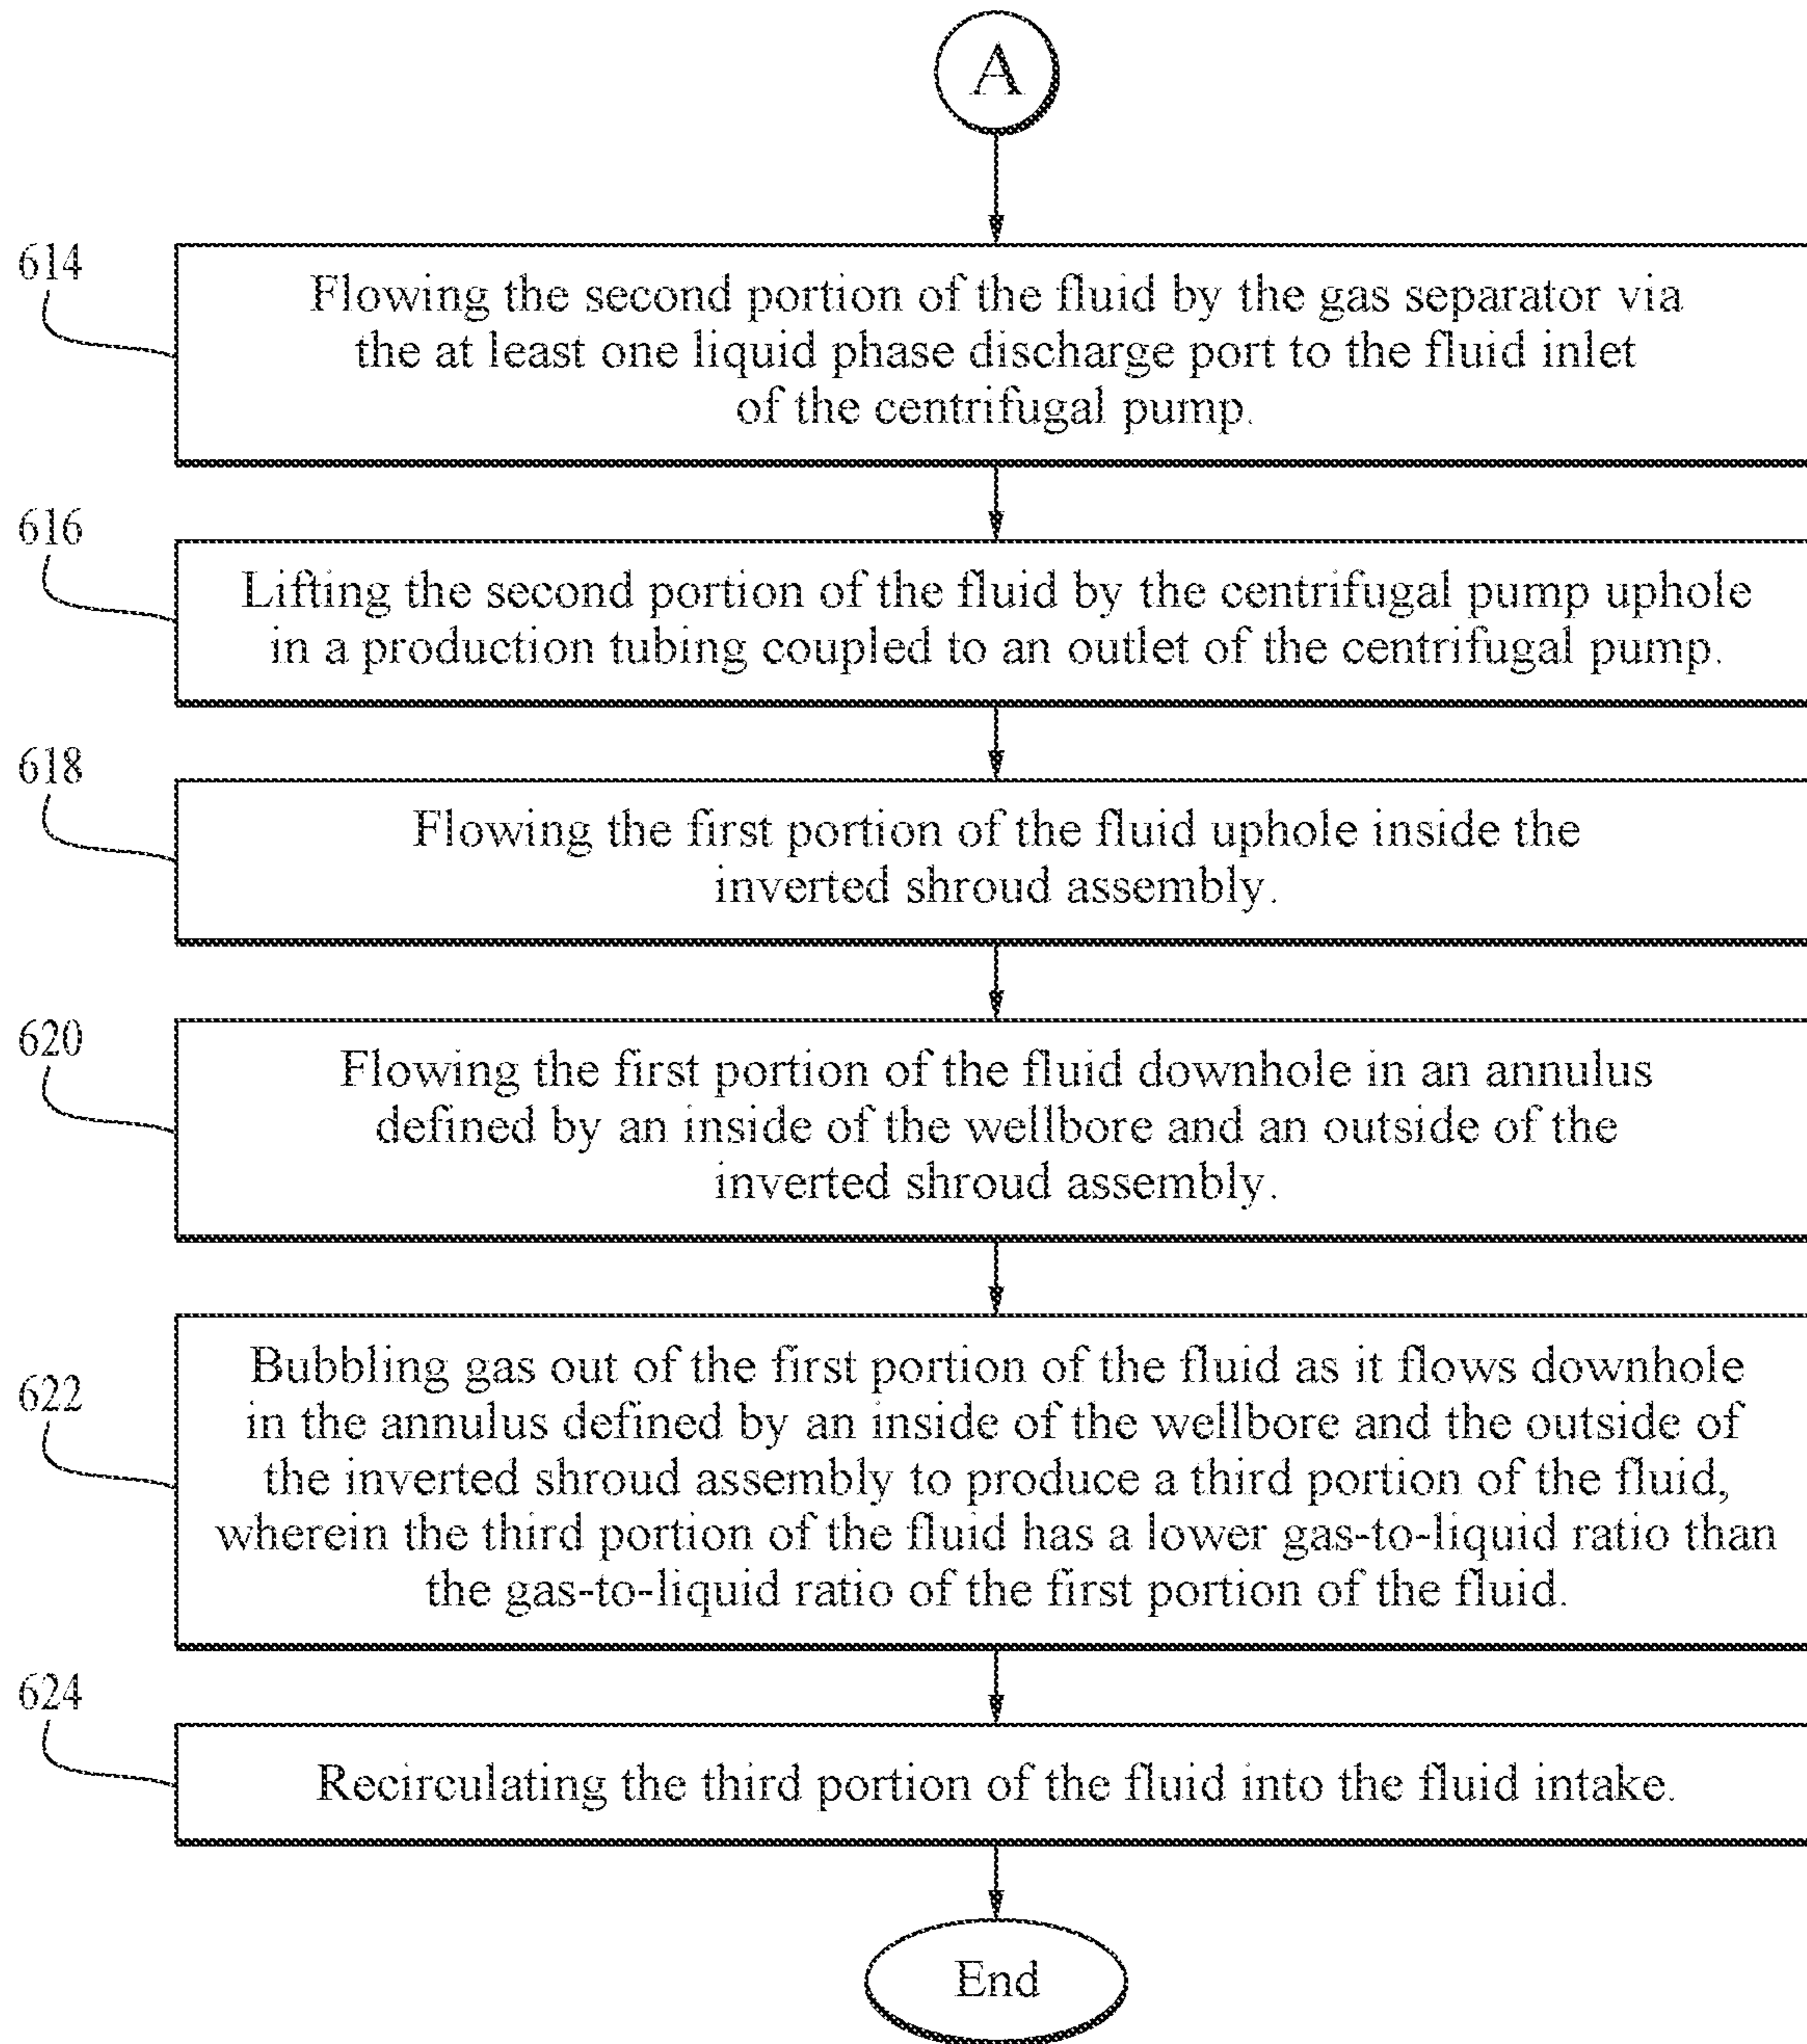 A
614
Flowing the second portion of the fluid by the gas separator via
the at least one liquid phase discharge port to the fluid inlet
of the centrifugal pump.
616
Lifting the second portion of the fluid by the centrifugal pump uphole
in a production tubing coupled to an outlet of the centrifugal pump.
618
Flowing the first portion of the fluid uphole inside the
inverted shroud assembly.
620
Flowing the first portion of the fluid downhole in an annulus
defined by an inside of the wellbore and an outside of the
inverted shroud assembly.
622
Bubbling gas out of the first portion of the fluid as it flows downhole
in the annulus defined by an inside of the wellbore and the outside of
the inverted shroud assembly to produce a third portion of the fluid,
wherein the third portion of the fluid has a lower gas-to-liquid ratio than
the gas-to-liquid ratio of the first portion of the fluid.
624
Recirculating the third portion of the fluid into the fluid intake.
End